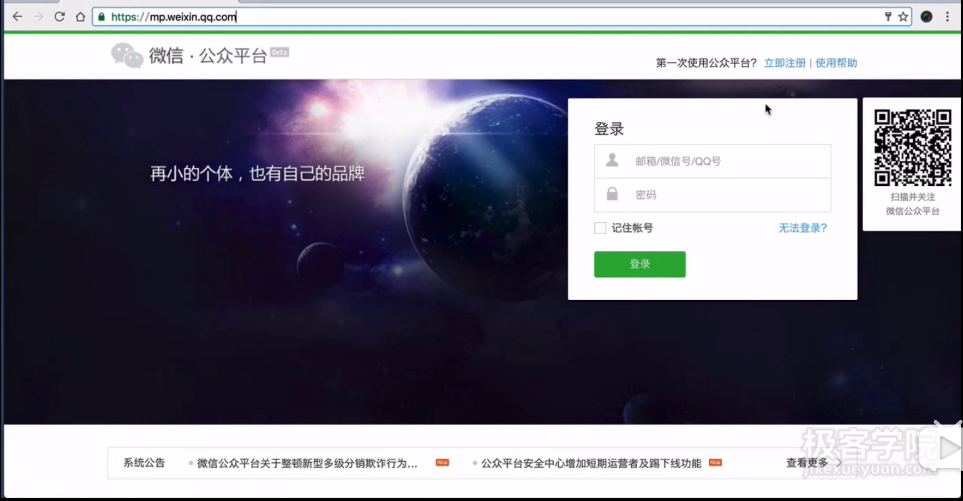 https://mp.weixin.qq.com
微信·公众平台 Beta
第一次使用公众平台? 立即注册 | 使用帮助
再小的个体，也有自己的品牌
登录
邮箱/微信号/QQ号
密码
记住帐号 无法登录?
登录
扫描并关注
微信公众平台
系统公告
微信公众平台关于整顿新型多级分销欺诈行为...
公众平台安全中心增加短期运营者及踢下线功能
查看更多
极客学院
jikexueyuan.com